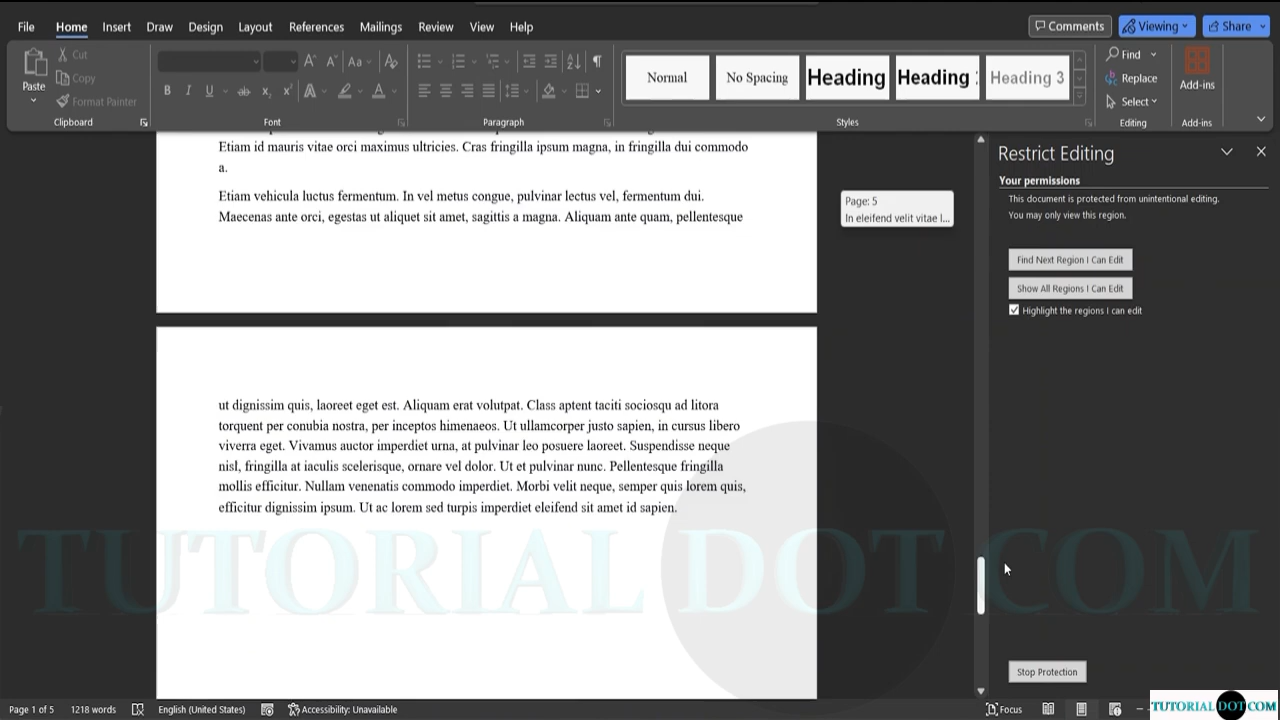 File Home Insert Draw Design Layout References Mailings Review View Help Comments Viewing Share
Paste Cut Copy Format Painter
Clipboard
Aa
Font
Paragraph
Normal No Spacing Heading Heading Heading 3
Styles
Find Replace Select
Editing
Add-ins
Add-ins
Etiam id mauris vitae orci maximus ultricies. Cras fringilla ipsum magna, in fringilla dui commodo
a.
Etiam vehicula luctus fermentum. In vel metus congue, pulvinar lectus vel, fermentum dui.
Maecenas ante orci, egestas ut aliquet sit amet, sagittis a magna. Aliquam ante quam, pellentesque
Page: 5
In eleifend velit vitae l...
ut dignissim quis, laoreet eget est. Aliquam erat volutpat. Class aptent taciti sociosqu ad litora
torquent per conubia nostra, per inceptos himenaeos. Ut ullamcorper justo sapien, in cursus libero
viverra eget. Vivamus auctor imperdiet urna, at pulvinar leo posuere laoreet. Suspendisse neque
nisl, fringilla at iaculis scelerisque, ornare vel dolor. Ut et pulvinar nunc. Pellentesque fringilla
mollis efficitur. Nullam venenatis commodo imperdiet. Morbi velit neque, semper quis lorem quis,
efficitur dignissim ipsum. Ut ac lorem sed turpis imperdiet eleifend sit amet id sapien.
TUTORIAL DOT COM
Restrict Editing
Your permissions
This document is protected from unintentional editing.
You may only view this region.
Find Next Region I Can Edit
Show All Regions I Can Edit
Highlight the regions I can edit
Stop Protection
Page 1 of 5 1218 words English (United States) Accessibility: Unavailable Focus
TUTORIAL DOT COM